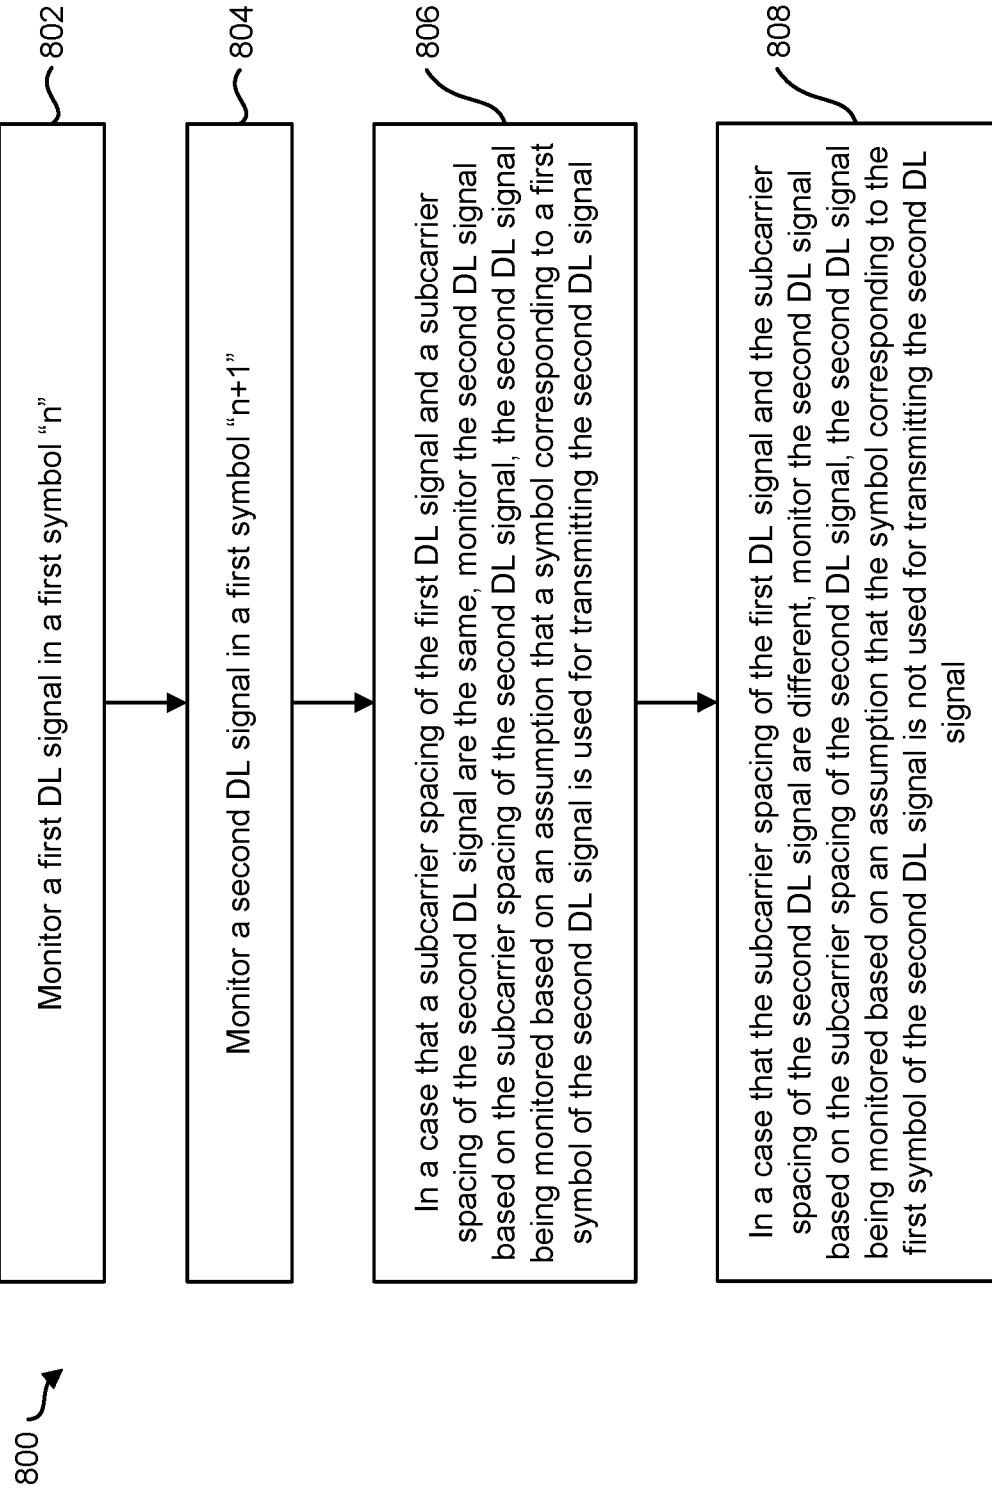 800
802
Monitor a first DL signal in a first symbol “n”
804
Monitor a second DL signal in a first symbol “n+1”
806
In a case that a subcarrier spacing of the first DL signal and a subcarrier
spacing of the second DL signal are the same, monitor the second DL signal
based on the subcarrier spacing of the second DL signal, the second DL signal
being monitored based on an assumption that a symbol corresponding to a first
symbol of the second DL signal is used for transmitting the second DL signal
808
In a case that the subcarrier spacing of the first DL signal and the subcarrier
spacing of the second DL signal are different, monitor the second DL signal
based on the subcarrier spacing of the second DL signal, the second DL signal
being monitored based on an assumption that the symbol corresponding to the
first symbol of the second DL signal is not used for transmitting the second DL
signal